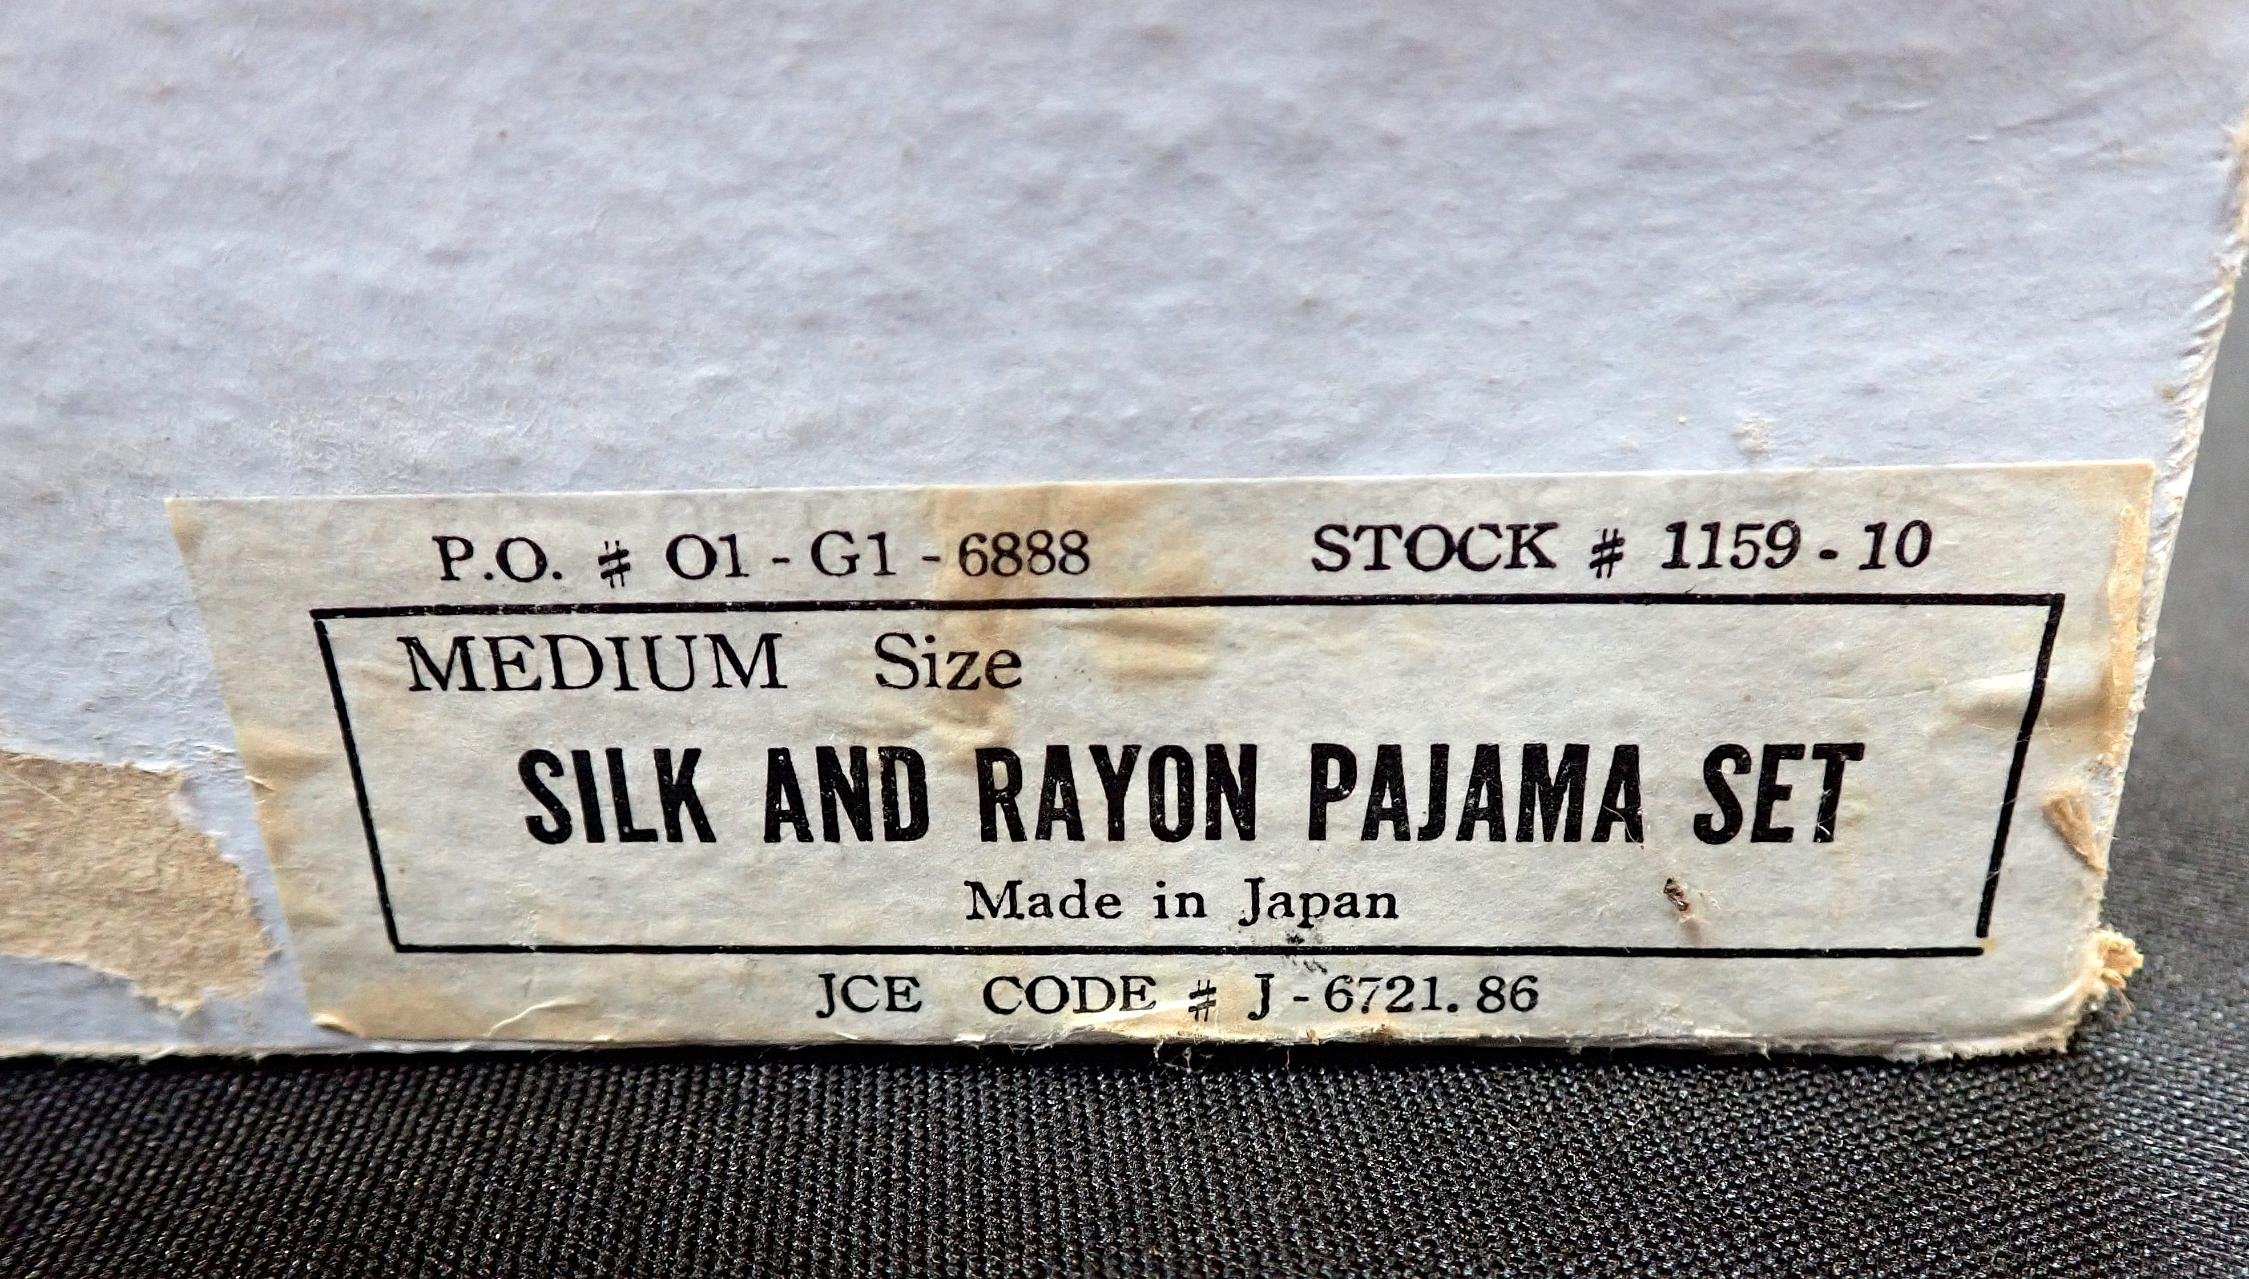 P.O. # O1 - G1 - 6888 STOCK # 1159 - 10
MEDIUM Size
SILK AND RAYON PAJAMA SET
Made in Japan
JCE CODE # J - 6721.86